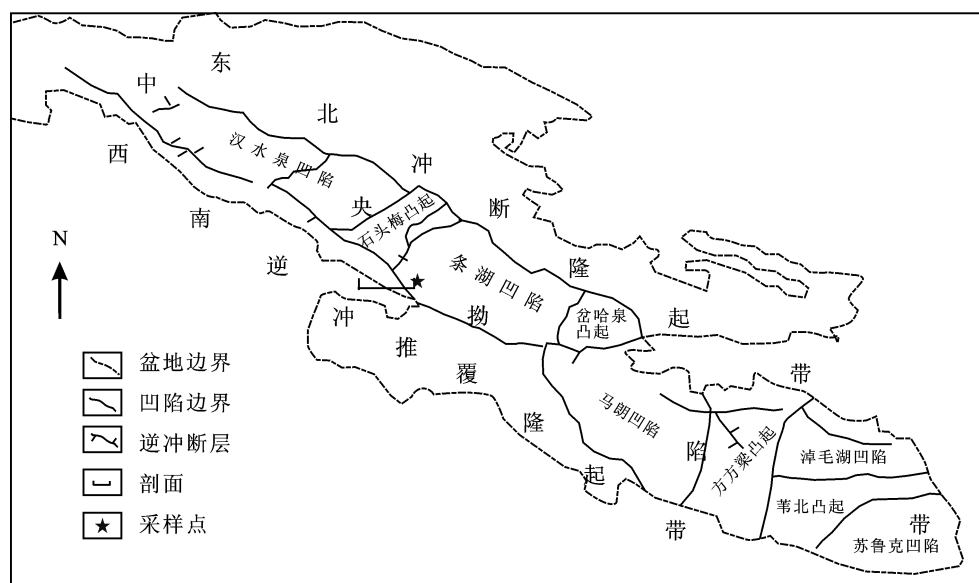 东北冲断隆起带
中央拗陷带
西南逆冲推覆隆起带
汉水泉凹陷
石头梅凸起
条湖凹陷
岔哈泉
凸起
马朗凹陷
方方梁凸起
淖毛湖凹陷
苇北凸起
苏鲁克凹陷
N
盆地边界
凹陷边界
逆冲断层
剖面
采样点